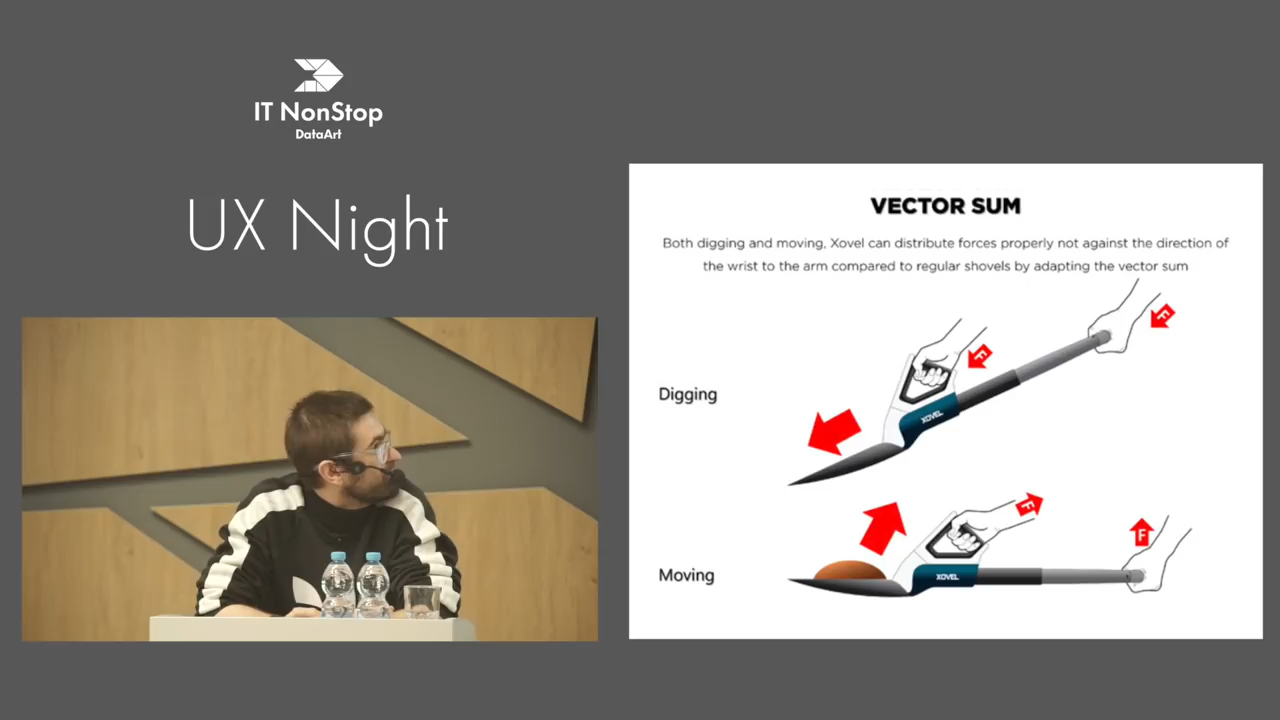 IT NonStop
DataArt
UX Night
VECTOR SUM
Both digging and moving, Xovel can distribute forces properly not against the direction of
the wrist to the arm compared to regular shovels by adapting the vector sum
F
F
Digging
XOVEL
F
F
Moving
XOVEL